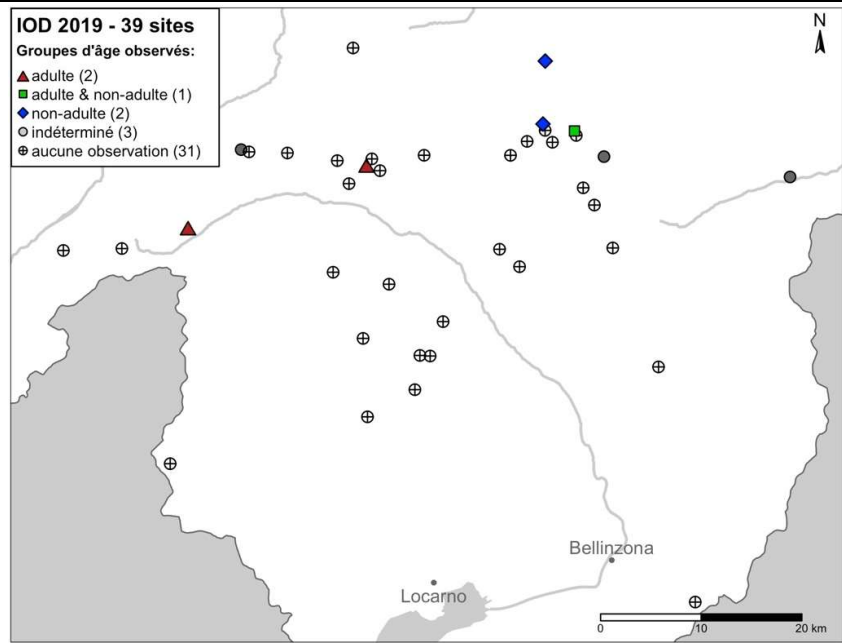 IOD 2019 - 39 sites
Groupes d'âge observés:
adulte (2)
adulte & non-adulte (1)
non-adulte (2)
indéterminé (3)
aucune observation (31)
N
Bellinzona
Locarno
0 10 20 km